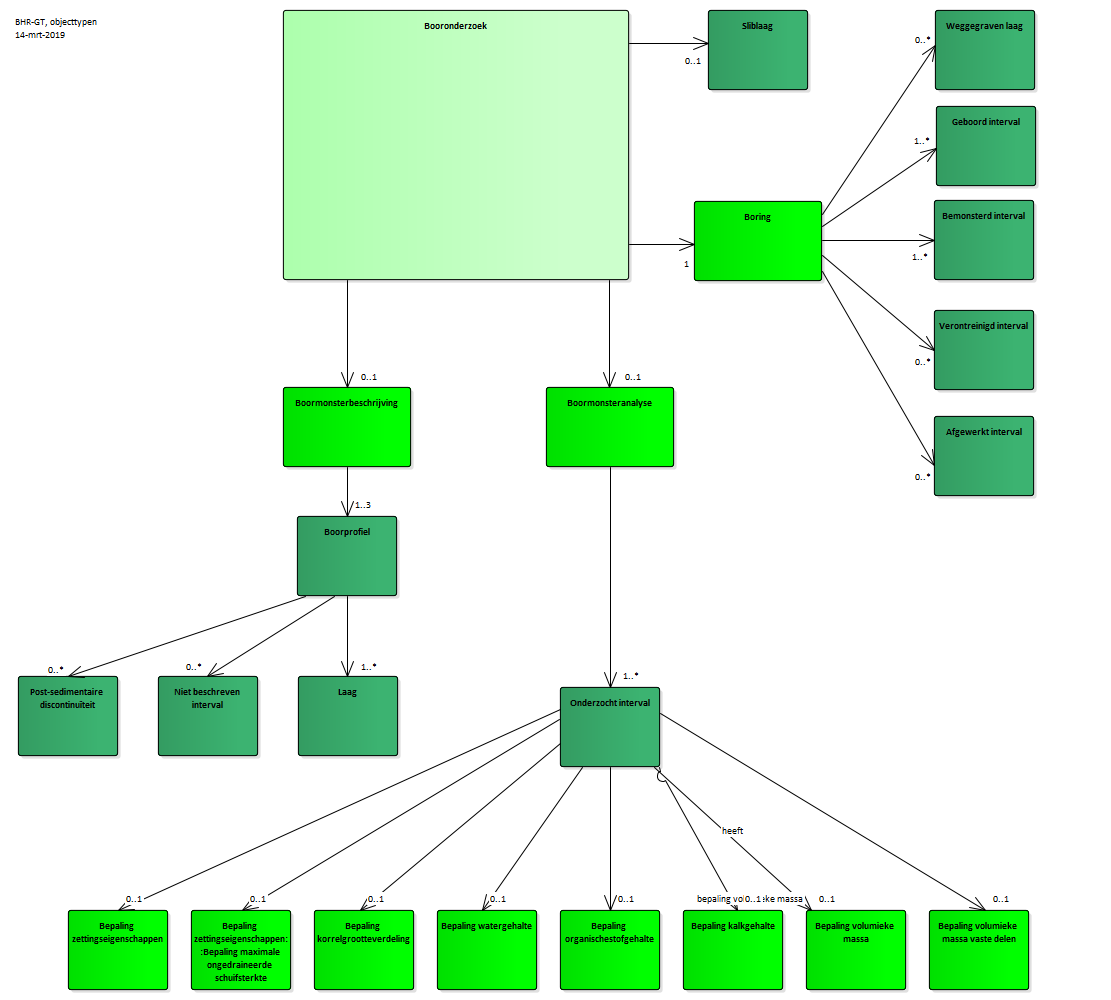 BHR-GT, objecttypen
14-mrt-2019
Booronderzoek
Sliblaag
0..1
Weggegraven laag
0..*
Geboord interval
1..*
Boring
1
Bemonsterd interval
1..*
Verontreinigd interval
0..*
Afgewerkt interval
0..*
0..1
0..1
Boormonsterbeschrijving
Boormonsteranalyse
1..3
Boorprofiel
0..*
0..*
1..*
Post-sedimentaire
discontinuïteit
Niet beschreven
interval
Laag
1..*
Onderzocht interval
heeft
0..1
0..1
0..1
0..1
0..1
bepaling vol
0..1
ke massa
0..1
0..1
Bepaling
zettingseigenschappen
Bepaling
zettingseigenschappen:
:Bepaling maximale
ongedraineerde
schuifsterkte
Bepaling
korrelgrootteverdeling
Bepaling watergehalte
Bepaling
organischestofgehalte
Bepaling kalkgehalte
Bepaling volumieke
massa
Bepaling volumieke
massa vaste delen